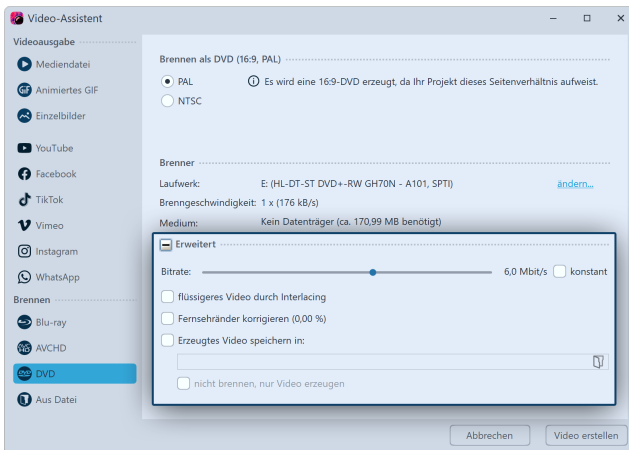 Video-Assistent
Videoausgabe
Mediendatei
Animiertes GIF
Einzelbilder
YouTube
Facebook
TikTok
Vimeo
Instagram
WhatsApp
Brennen
Blu-ray
AVCHD
DVD
Aus Datei
Brennen als DVD (16:9, PAL)
PAL
Es wird eine 16:9-DVD erzeugt, da Ihr Projekt dieses Seitenverhältnis aufweist.
NTSC
Brenner
Laufwerk: E: (HL-DT-ST DVD+-RW GH70N - A101, SPTI) ändern...
Brenngeschwindigkeit: 1 x (176 kB/s)
Medium: Kein Datenträger (ca. 170,99 MB benötigt)
Erweitert
Bitrate: 6,0 Mbit/s konstant
flüssigeres Video durch Interlacing
Fernsehränder korrigieren (0,00 %)
Erzeugtes Video speichern in:
nicht brennen, nur Video erzeugen
Abbrechen Video erstellen